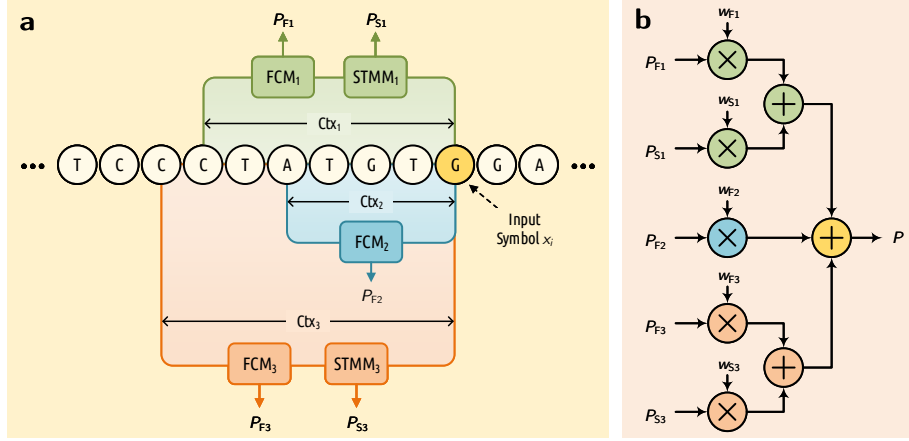 a
P_F1 P_S1
FCM_1 STMM_1
Ctx_1
••• T C C C T A T G T G G A •••
Ctx_2
Input
Symbol x_i
FCM_2
P_F2
Ctx_3
FCM_3 STMM_3
P_F3 P_S3
b
w_F1
P_F1 ×
+
w_S1
P_S1 ×
w_F2
P_F2 × + P
w_F3
P_F3 ×
+
w_S3
P_S3 ×